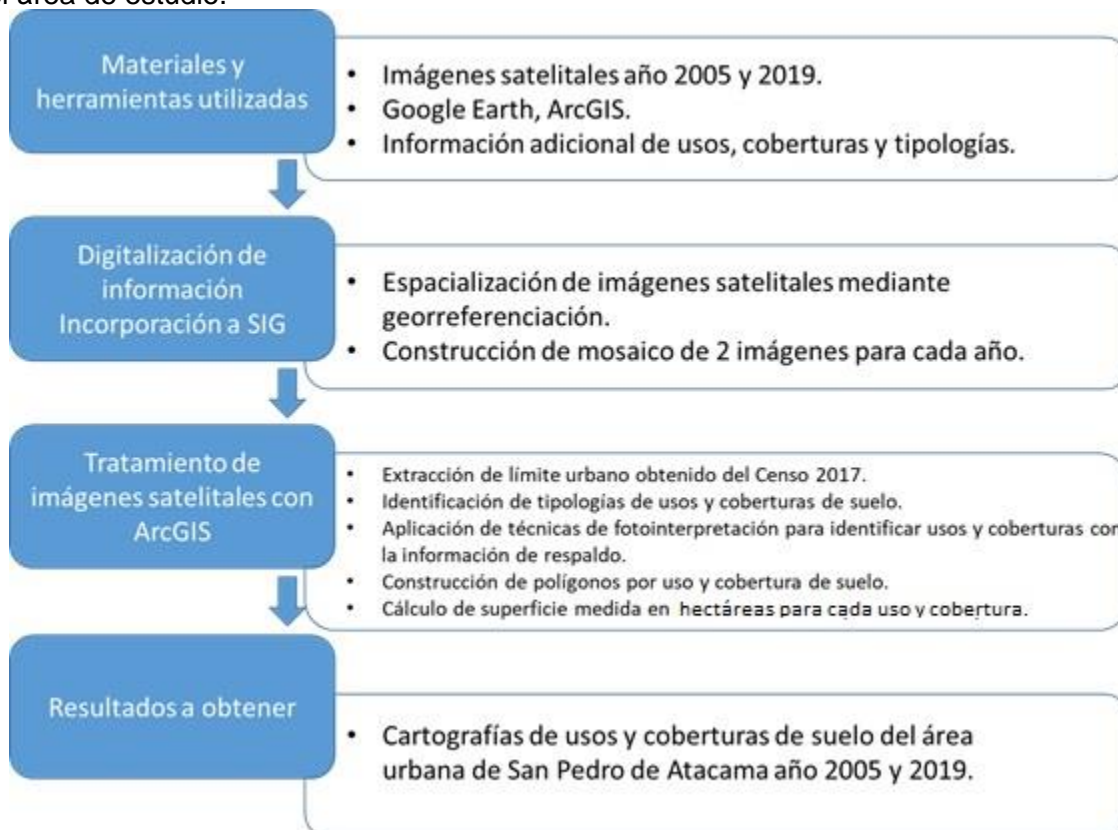 área de estudio.
Materiales y
herramientas utilizadas
• Imágenes satelitales año 2005 y 2019.
• Google Earth, ArcGIS.
• Información adicional de usos, coberturas y tipologías.
Digitalización de
información
Incorporación a SIG
• Espacialización de imágenes satelitales mediante
georreferenciación.
• Construcción de mosaico de 2 imágenes para cada año.
Tratamiento de
imágenes satelitales con
ArcGIS
• Extracción de límite urbano obtenido del Censo 2017.
• Identificación de tipologías de usos y coberturas de suelo.
• Aplicación de técnicas de fotointerpretación para identificar usos y coberturas con
la información de respaldo.
• Construcción de polígonos por uso y cobertura de suelo.
• Cálculo de superficie medida en hectáreas para cada uso y cobertura.
Resultados a obtener
• Cartografías de usos y coberturas de suelo del área
urbana de San Pedro de Atacama año 2005 y 2019.